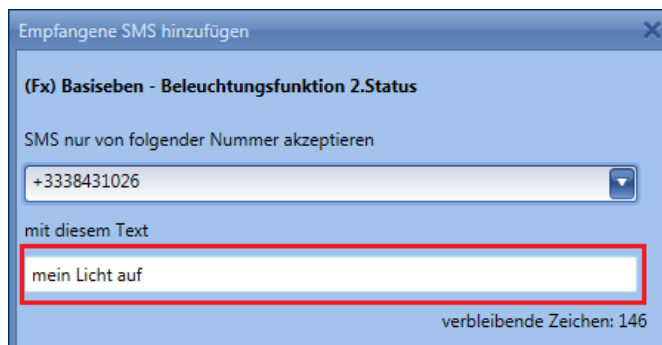 Empfangene SMS hinzufügen
(Fx) Basiseben - Beleuchtungsfunktion 2.Status
SMS nur von folgender Nummer akzeptieren
+3338431026
mit diesem Text
mein Licht auf
verbleibende Zeichen: 146